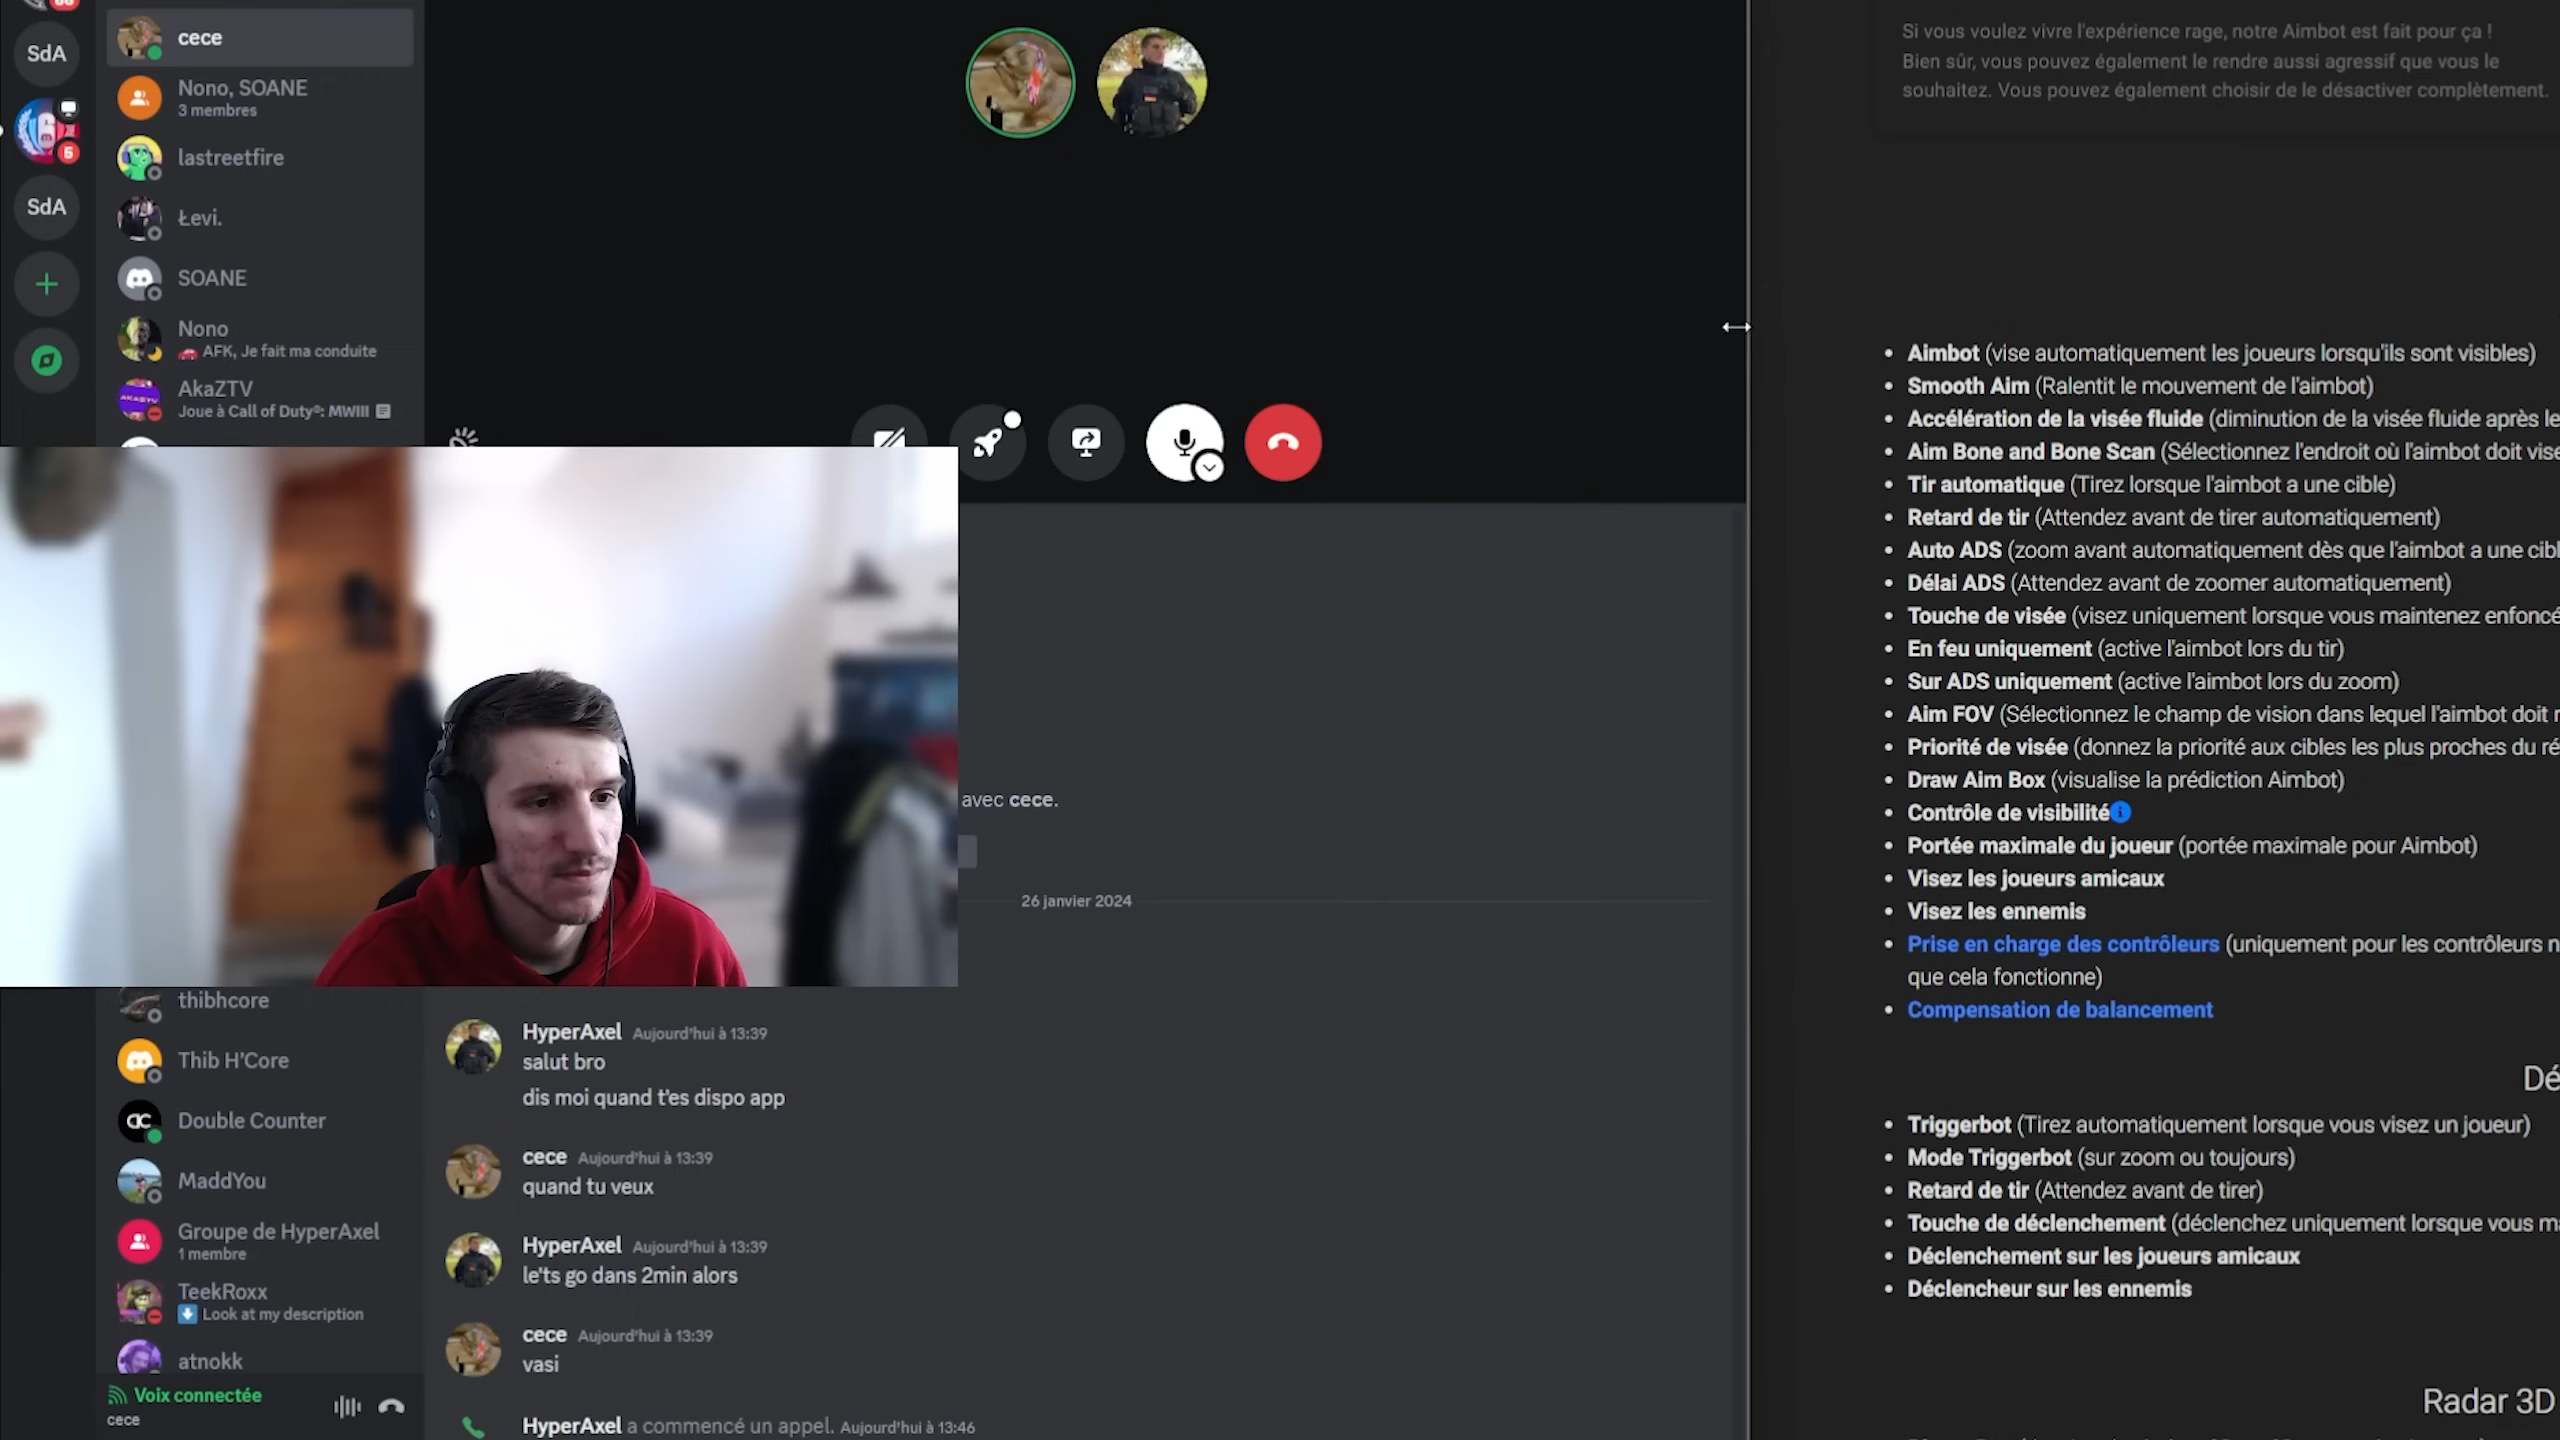 SdA
5
SdA
cece
Nono, SOANE
3 membres
lastreetfire
Łevi.
SOANE
Nono
AFK, Je fait ma conduite
AkaZTV
Joue à Call of Duty®: MWIII
thibhcore
Thib H'Core
Double Counter
MaddYou
Groupe de HyperAxel
1 membre
TeekRoxx
Look at my description
atnokk
Voix connectée
cece
avec cece.
26 janvier 2024
HyperAxel Aujourd'hui à 13:39
salut bro
dis moi quand t'es dispo app
cece Aujourd'hui à 13:39
quand tu veux
HyperAxel Aujourd'hui à 13:39
le'ts go dans 2min alors
cece Aujourd'hui à 13:39
vasi
HyperAxel a commencé un appel. Aujourd'hui à 13:46
Si vous voulez vivre l'expérience rage, notre Aimbot est fait pour ça !
Bien sûr, vous pouvez également le rendre aussi agressif que vous le
souhaitez. Vous pouvez également choisir de le désactiver complètement.
• Aimbot (vise automatiquement les joueurs lorsqu'ils sont visibles)
• Smooth Aim (Ralentit le mouvement de l'aimbot)
• Accélération de la visée fluide (diminution de la visée fluide après le
• Aim Bone and Bone Scan (Sélectionnez l'endroit où l'aimbot doit vise
• Tir automatique (Tirez lorsque l'aimbot a une cible)
• Retard de tir (Attendez avant de tirer automatiquement)
• Auto ADS (zoom avant automatiquement dès que l'aimbot a une cibl
• Délai ADS (Attendez avant de zoomer automatiquement)
• Touche de visée (visez uniquement lorsque vous maintenez enfoncé
• En feu uniquement (active l'aimbot lors du tir)
• Sur ADS uniquement (active l'aimbot lors du zoom)
• Aim FOV (Sélectionnez le champ de vision dans lequel l'aimbot doit r
• Priorité de visée (donnez la priorité aux cibles les plus proches du ré
• Draw Aim Box (visualise la prédiction Aimbot)
• Contrôle de visibilité
• Portée maximale du joueur (portée maximale pour Aimbot)
• Visez les joueurs amicaux
• Visez les ennemis
• Prise en charge des contrôleurs (uniquement pour les contrôleurs n
que cela fonctionne)
• Compensation de balancement
Dé
• Triggerbot (Tirez automatiquement lorsque vous visez un joueur)
• Mode Triggerbot (sur zoom ou toujours)
• Retard de tir (Attendez avant de tirer)
• Touche de déclenchement (déclenchez uniquement lorsque vous ma
• Déclenchement sur les joueurs amicaux
• Déclencheur sur les ennemis
Radar 3D